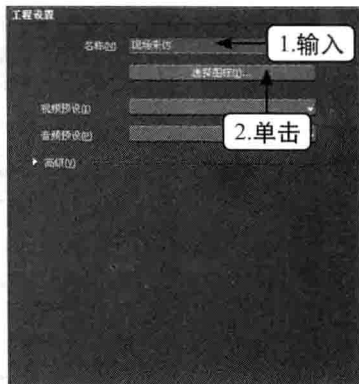 工程设置
名称(N) 现场采访
1.输入
选择图标(I)...
视频预设(I)
音频预设(P)
2.单击
高级(V)